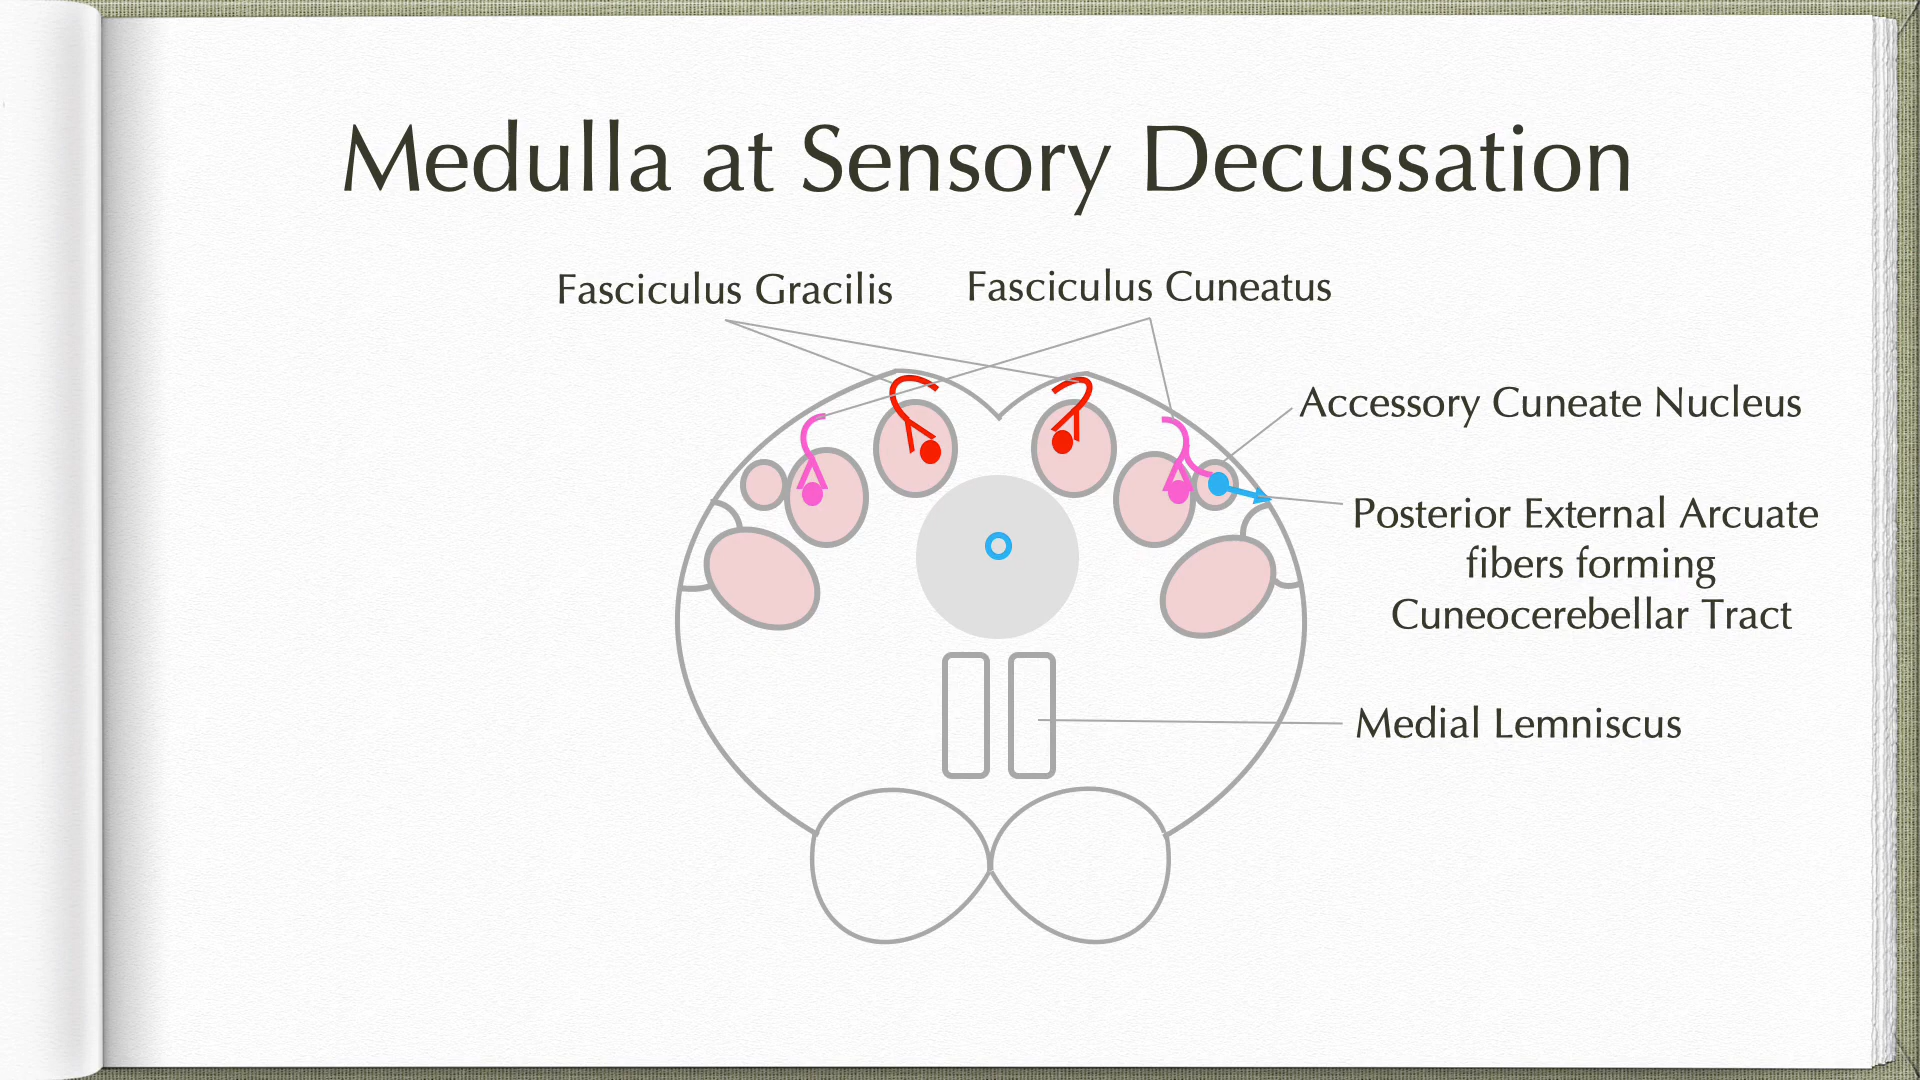 Medulla at Sensory Decussation
Fasciculus Gracilis
Fasciculus Cuneatus
Accessory Cuneate Nucleus
Posterior External Arcuate
fibers forming
Cuneocerebellar Tract
Medial Lemniscus